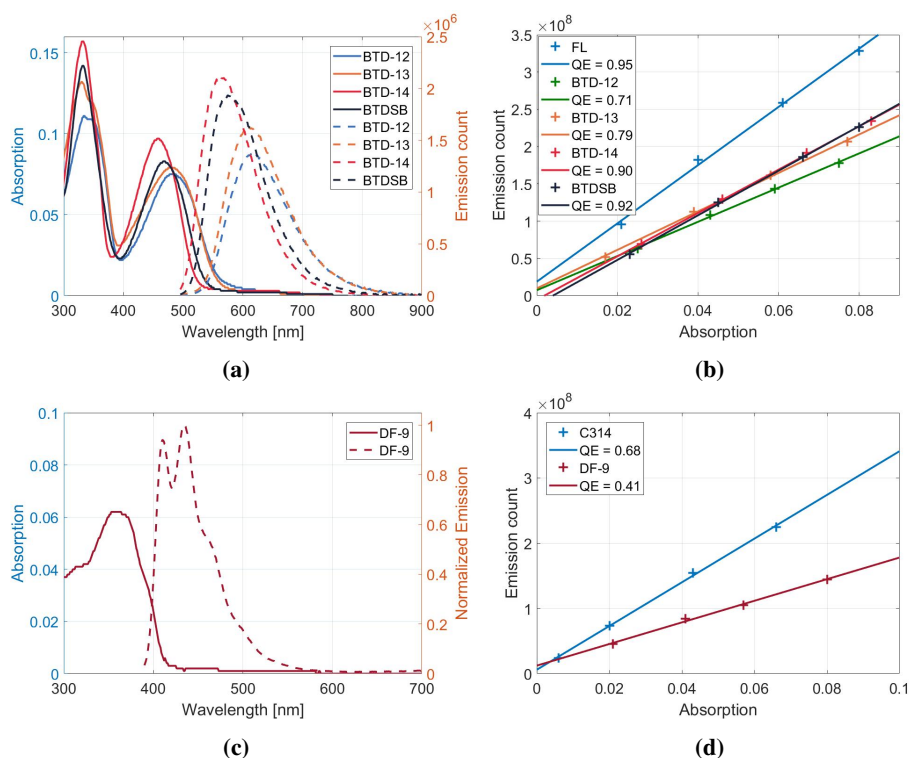 ×10⁶
2.5
2
1.5
1
0.5
0
Emission count
0.15
0.1
0.05
0
Absorption
BTD-12
BTD-13
BTD-14
BTDSB
BTD-12
BTD-13
BTD-14
BTDSB
300 400 500 600 700 800 900
Wavelength [nm]
(a)
×10⁸
3.5
3
2.5
2
1.5
1
0.5
0
Emission count
FL
QE = 0.95
BTD-12
QE = 0.71
BTD-13
QE = 0.79
BTD-14
QE = 0.90
BTDSB
QE = 0.92
0 0.02 0.04 0.06 0.08
Absorption
(b)
0.1
0.08
0.06
0.04
0.02
0
Absorption
DF-9
DF-9
1
0.8
0.6
0.4
0.2
0
Normalized Emission
300 400 500 600 700
Wavelength [nm]
(c)
×10⁸
4
3
2
1
0
Emission count
C314
QE = 0.68
DF-9
QE = 0.41
0 0.02 0.04 0.06 0.08 0.1
Absorption
(d)